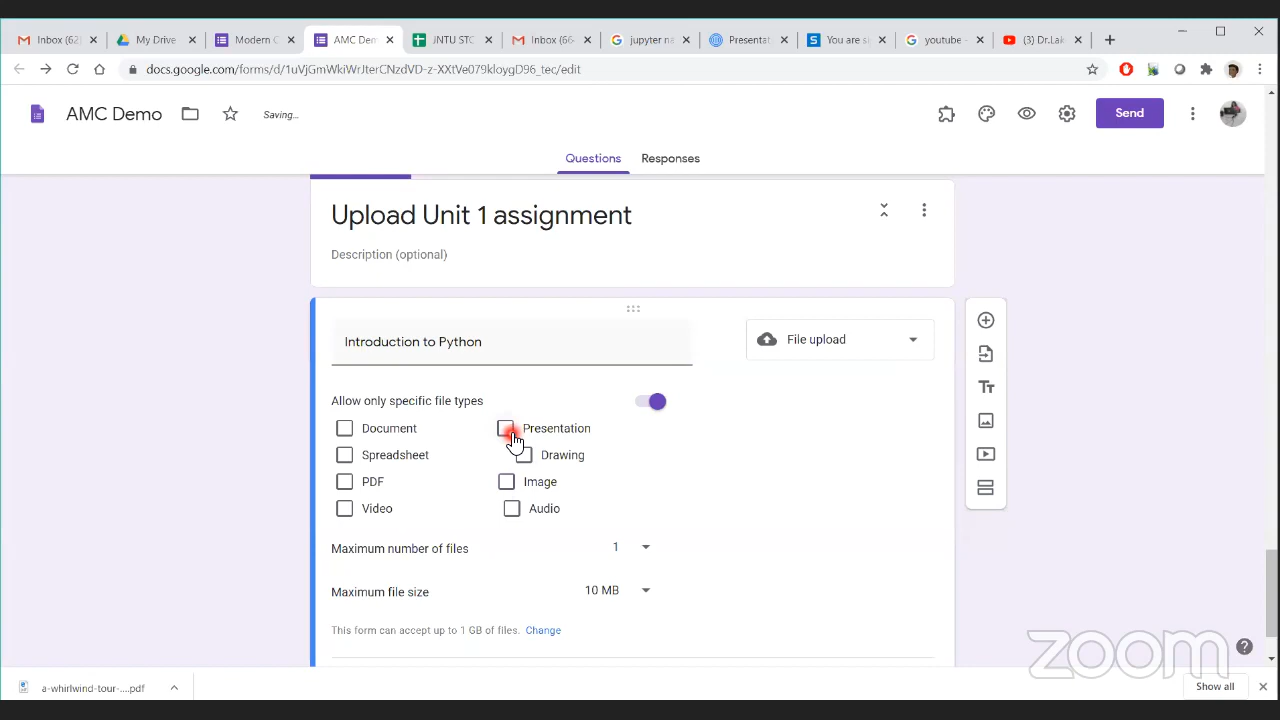 Inbox (62)
My Drive
Modern C
AMC Dem
JNTU STC
Inbox (66
jupyter na
Presentat
You are si
youtube -
(3) Dr.Lak
docs.google.com/forms/d/1uVjGmWkiWrJterCNzdVD-z-XXtVe079kloygD96_tec/edit
AMC Demo
Saving...
Send
Questions
Responses
Upload Unit 1 assignment
Description (optional)
Introduction to Python
File upload
Allow only specific file types
Document
Presentation
Spreadsheet
Drawing
PDF
Image
Video
Audio
Maximum number of files
1
Maximum file size
10 MB
This form can accept up to 1 GB of files. Change
zoom
a-whirlwind-tour-....pdf
Show all